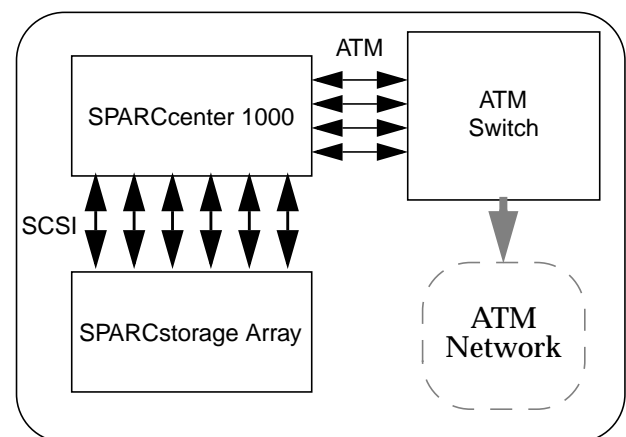 ATM
SPARCcenter 1000
ATM
Switch
SCSI
SPARCstorage Array
ATM
Network